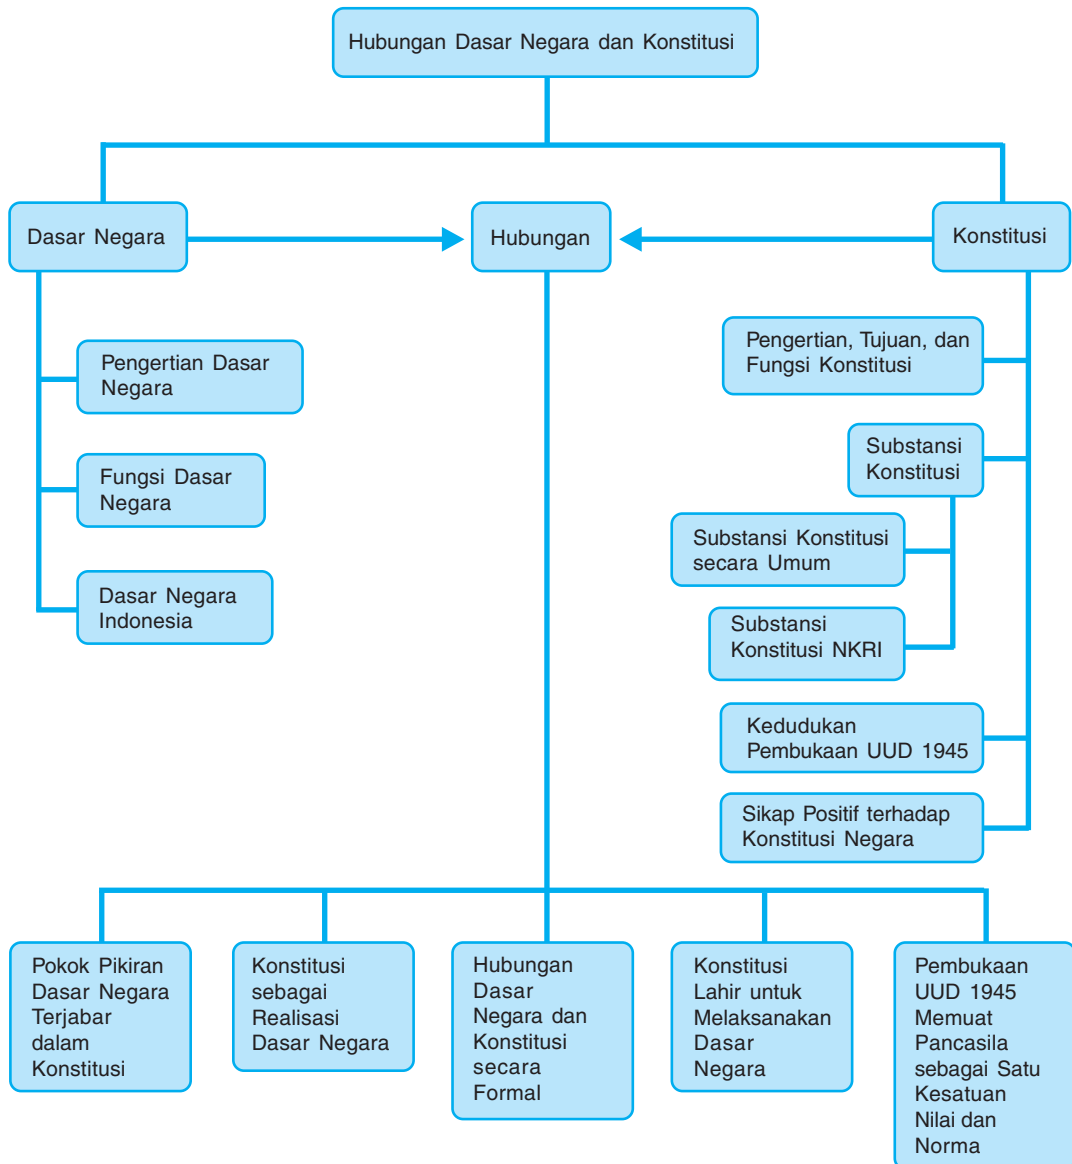 Hubungan Dasar Negara dan Konstitusi
Dasar Negara
Hubungan
Konstitusi
Pengertian Dasar
Negara
Fungsi Dasar
Negara
Dasar Negara
Indonesia
Pengertian, Tujuan, dan
Fungsi Konstitusi
Substansi
Konstitusi
Substansi Konstitusi
secara Umum
Substansi
Konstitusi NKRI
Kedudukan
Pembukaan UUD 1945
Sikap Positif terhadap
Konstitusi Negara
Pokok Pikiran
Dasar Negara
Terjabar
dalam
Konstitusi
Konstitusi
sebagai
Realisasi
Dasar Negara
Hubungan
Dasar
Negara dan
Konstitusi
secara
Formal
Konstitusi
Lahir untuk
Melaksanakan
Dasar
Negara
Pembukaan
UUD 1945
Memuat
Pancasila
sebagai Satu
Kesatuan
Nilai dan
Norma